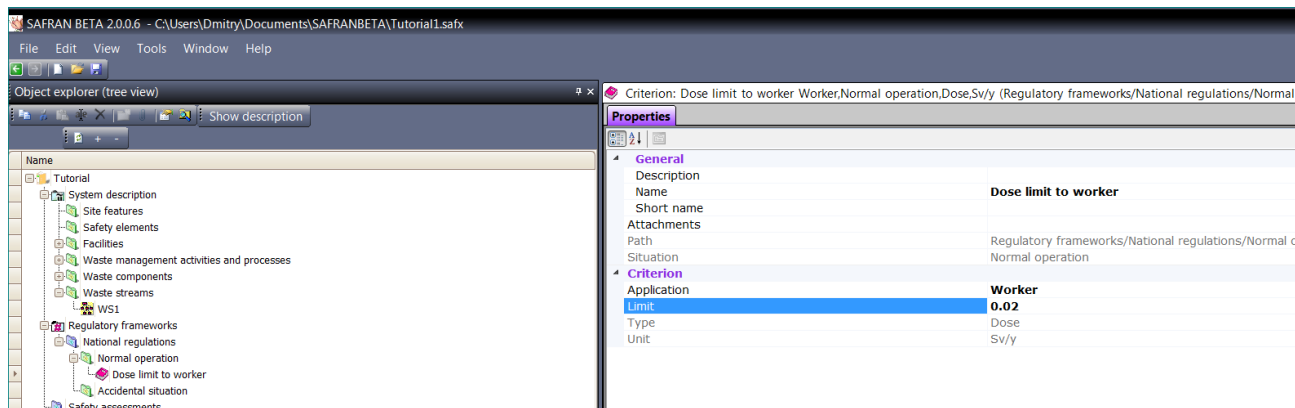 SAFRAN BETA 2.0.0.6 - C:\Users\Dmitry\Documents\SAFRANBETA\Tutorial1.safx
File Edit View Tools Window Help
Object explorer (tree view)
Show description
Name
Tutorial
System description
Site features
Safety elements
Facilities
Waste management activities and processes
Waste components
Waste streams
WS1
Regulatory frameworks
National regulations
Normal operation
Dose limit to worker
Accidental situation
Safety assessments
Criterion: Dose limit to worker Worker,Normal operation,Dose,Sv/y (Regulatory frameworks/National regulations/Normal
Properties
General
Description
Name Dose limit to worker
Short name
Attachments
Path Regulatory frameworks/National regulations/Normal o
Situation Normal operation
Criterion
Application Worker
Limit 0.02
Type Dose
Unit Sv/y